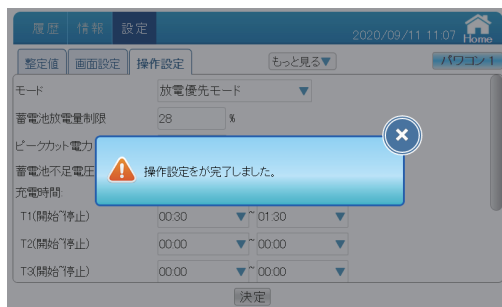 履歴 情報 設定
2020/09/11 11:07 Home
整定値 画面設定 操作設定 もっと見る▼ パワコン1
モード 放電優先モード ▼
蓄電池放電量制限 28 %
ピークカット電力
蓄電池不足電圧
操作設定をが完了しました。
充電時間:
T1(開始~停止) 00:30 ▼ ~ 01:30 ▼
T2(開始~停止) 00:00 ▼ ~ 00:00 ▼
T3(開始~停止) 00:00 ▼ ~ 00:00 ▼
決定